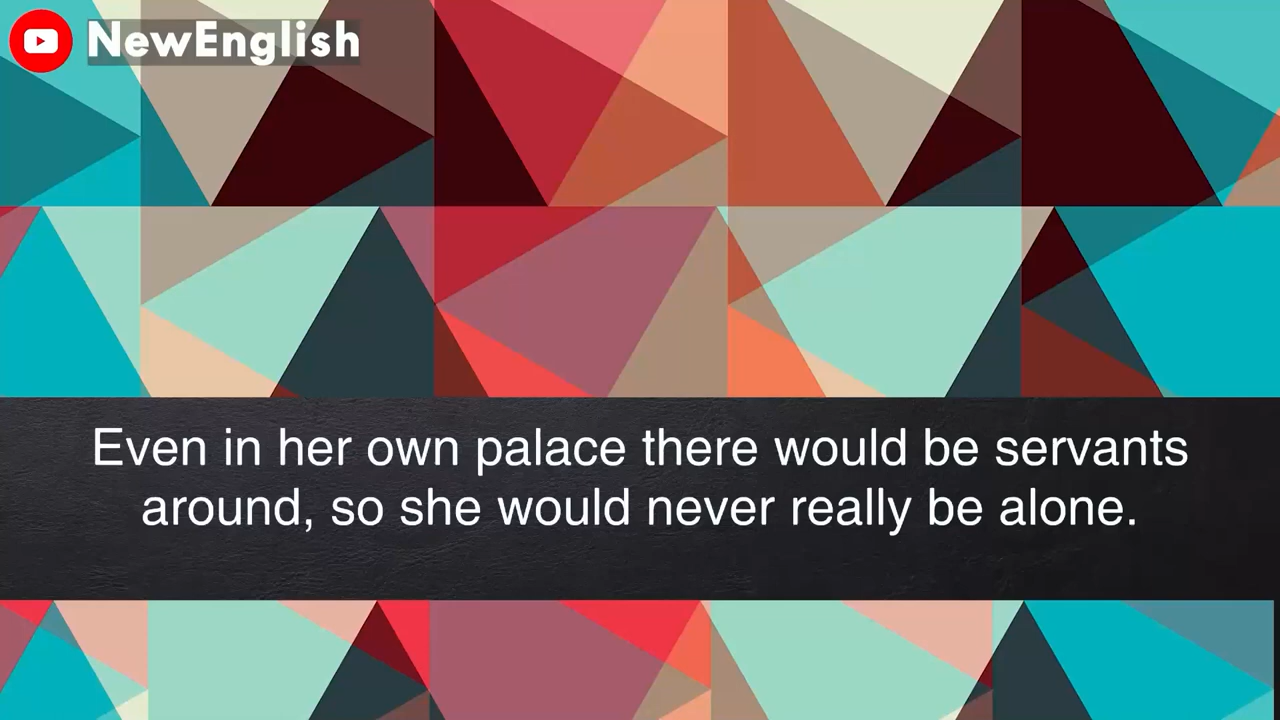 NewEnglish
Even in her own palace there would be servants
around, so she would never really be alone.